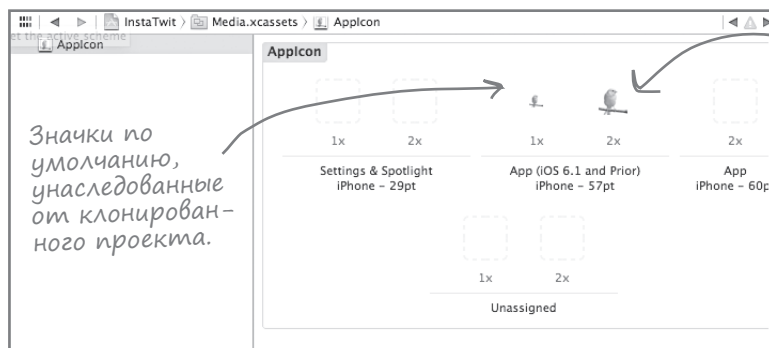 InstaTwit
Media.xcassets
AppIcon
et the active scheme
AppIcon
AppIcon
Значки по
умолчанию,
унаследованные
от клонирован-
ного проекта.
1x 2x 1x 2x 2x
Settings & Spotlight
iPhone – 29pt
App (iOS 6.1 and Prior)
iPhone – 57pt
App
iPhone – 60p
1x 2x
Unassigned